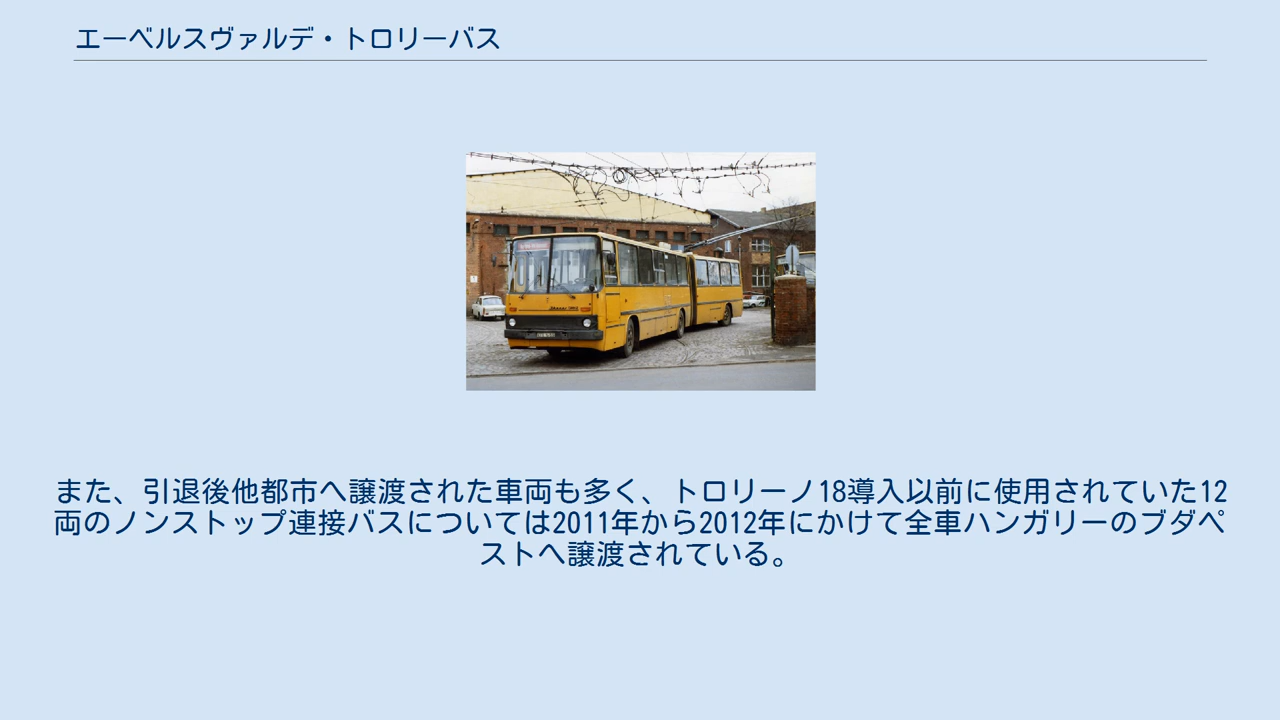 エーベルスヴァルデ・トロリーバス
また、引退後他都市へ譲渡された車両も多く、トロリーノ18導入以前に使用されていた12
両のノンストップ連接バスについては2011年から2012年にかけて全車ハンガリーのブダペ
ストへ譲渡されている。